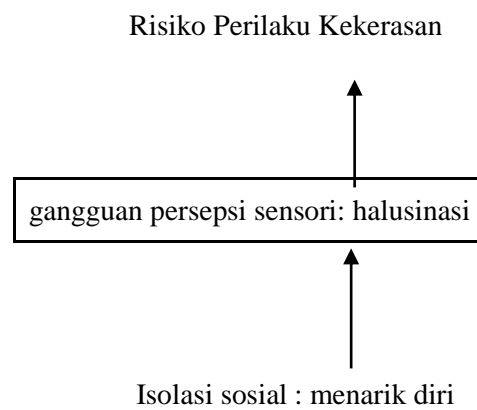 Risiko Perilaku Kekerasan
gangguan persepsi sensori: halusinasi
Isolasi sosial : menarik diri